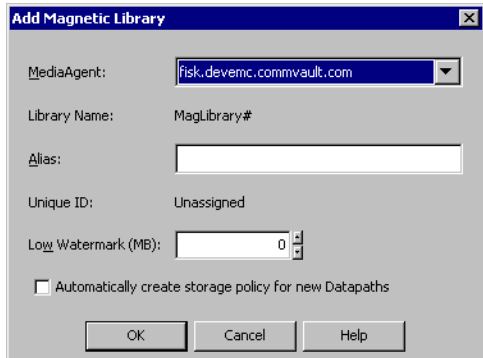 Add Magnetic Library
MediaAgent: fisk.devemc.commvault.com
Library Name: MagLibrary#
Alias:
Unique ID: Unassigned
Low Watermark (MB): 0
Automatically create storage policy for new Datapaths
OK Cancel Help